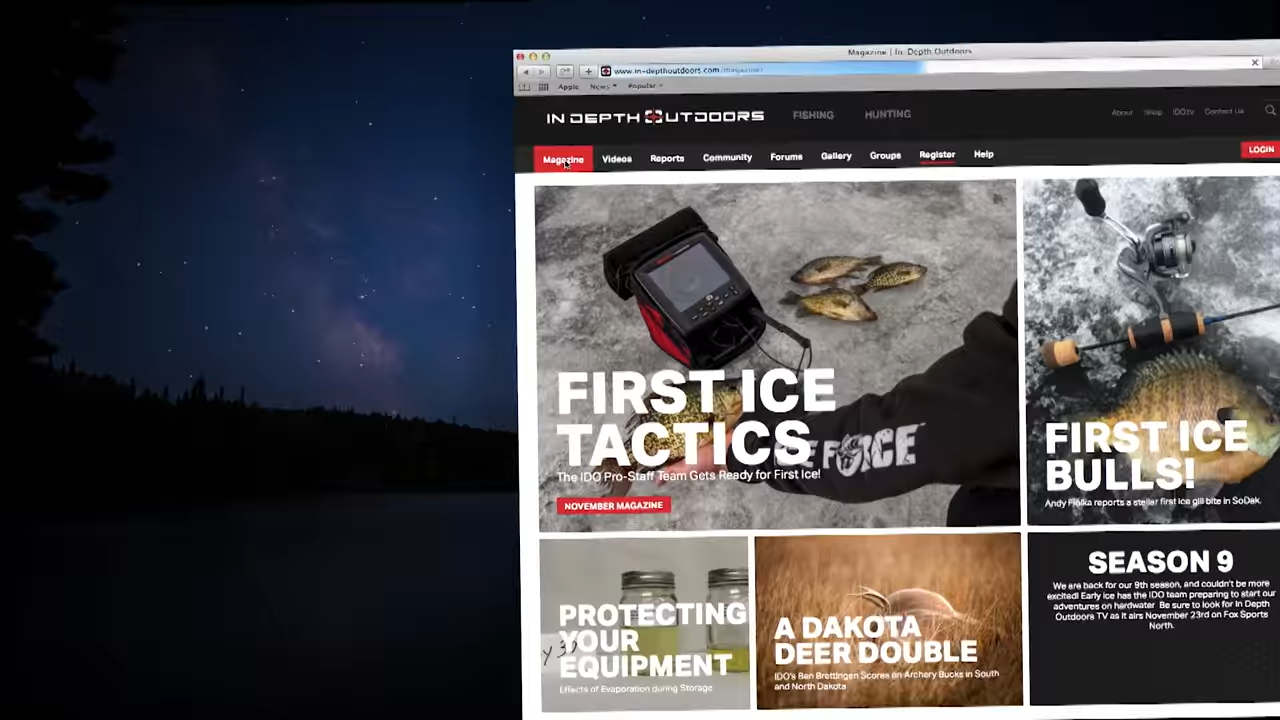 Magazine | In-Depth Outdoors
www.in-depthoutdoors.com/magazine/
Apple News Popular
IN DEPTH OUTDOORS FISHING HUNTING About Shop IDOtv Contact Us
Magazine Videos Reports Community Forums Gallery Groups Register Help LOGIN
FIRST ICE
TACTICS
The IDO Pro-Staff Team Gets Ready for First Ice!
NOVEMBER MAGAZINE
FORCE
FIRST ICE
BULLS!
Andy Fiolka reports a stellar first ice gill bite in SoDak.
PROTECTING
YOUR
EQUIPMENT
Effects of Evaporation during Storage
A DAKOTA
DEER DOUBLE
IDO's Ben Brettingen Scores on Archery Bucks in South
and North Dakota
SEASON 9
We are back for our 9th season, and couldn't be more
excited! Early ice has the IDO team preparing to start our
adventures on hardwater. Be sure to look for In Depth
Outdoors TV as it airs November 23rd on Fox Sports
North.